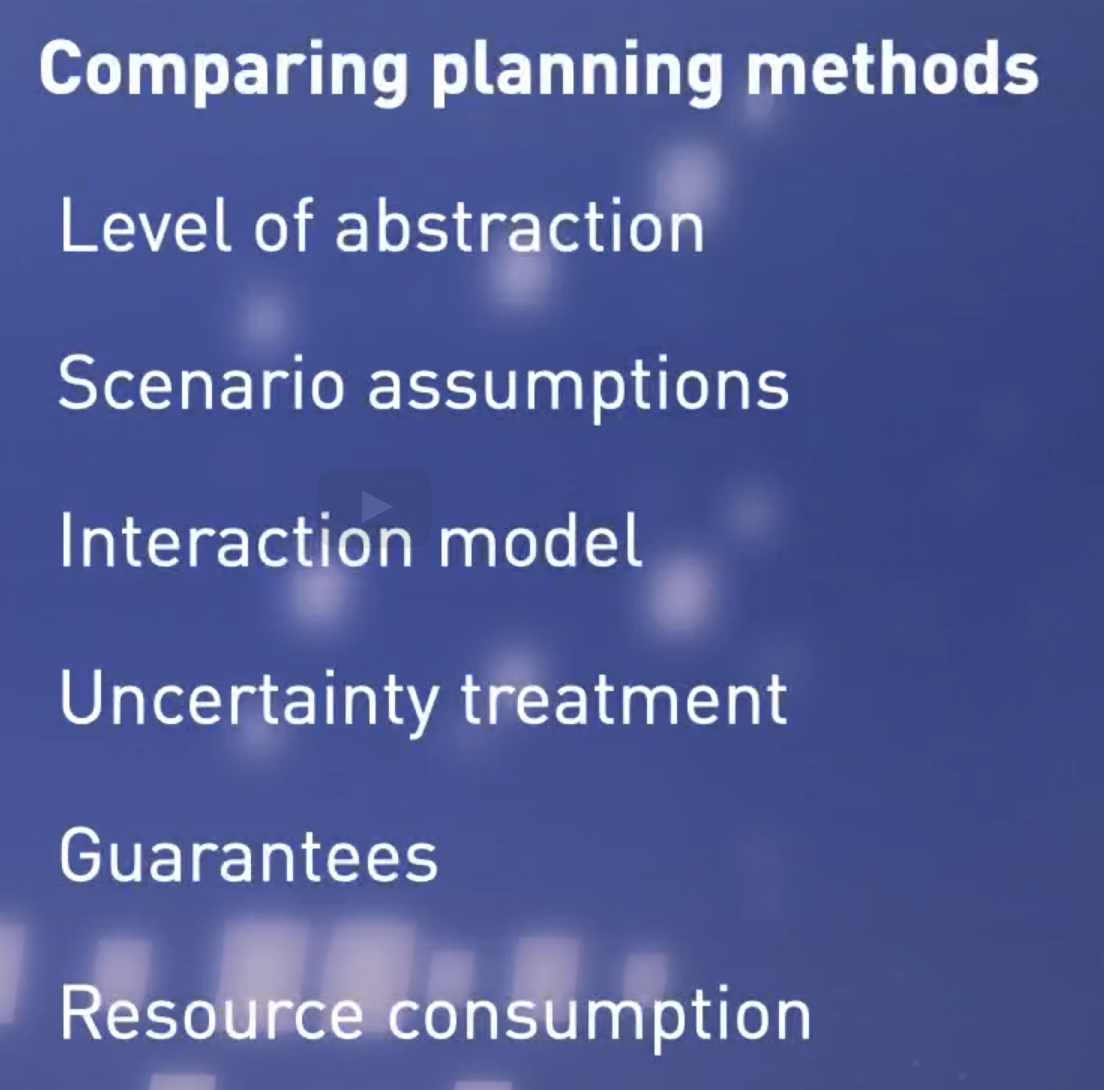 Comparing planning methods
Level of abstraction
Scenario assumptions
Interaction model
Uncertainty treatment
Guarantees
Resource consumption